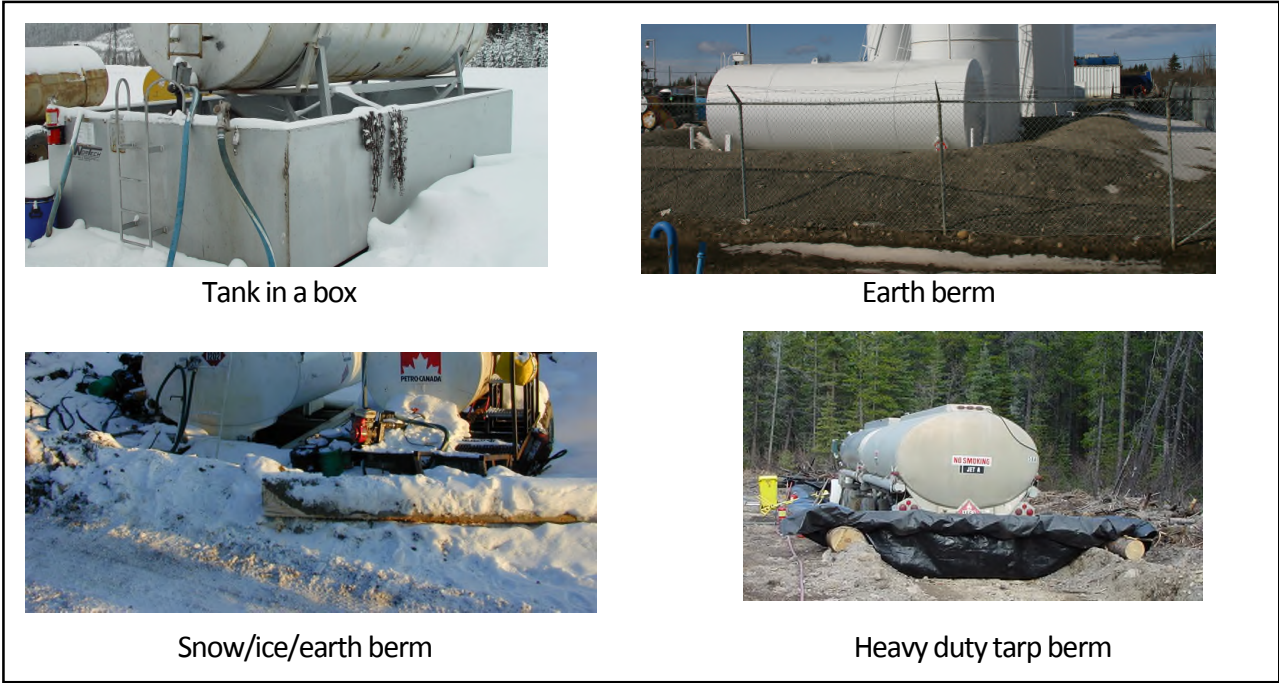 Tank in a box
Earth berm
PETRO-CANADA
NO SMOKING
JET A
Snow/ice/earth berm
Heavy duty tarp berm